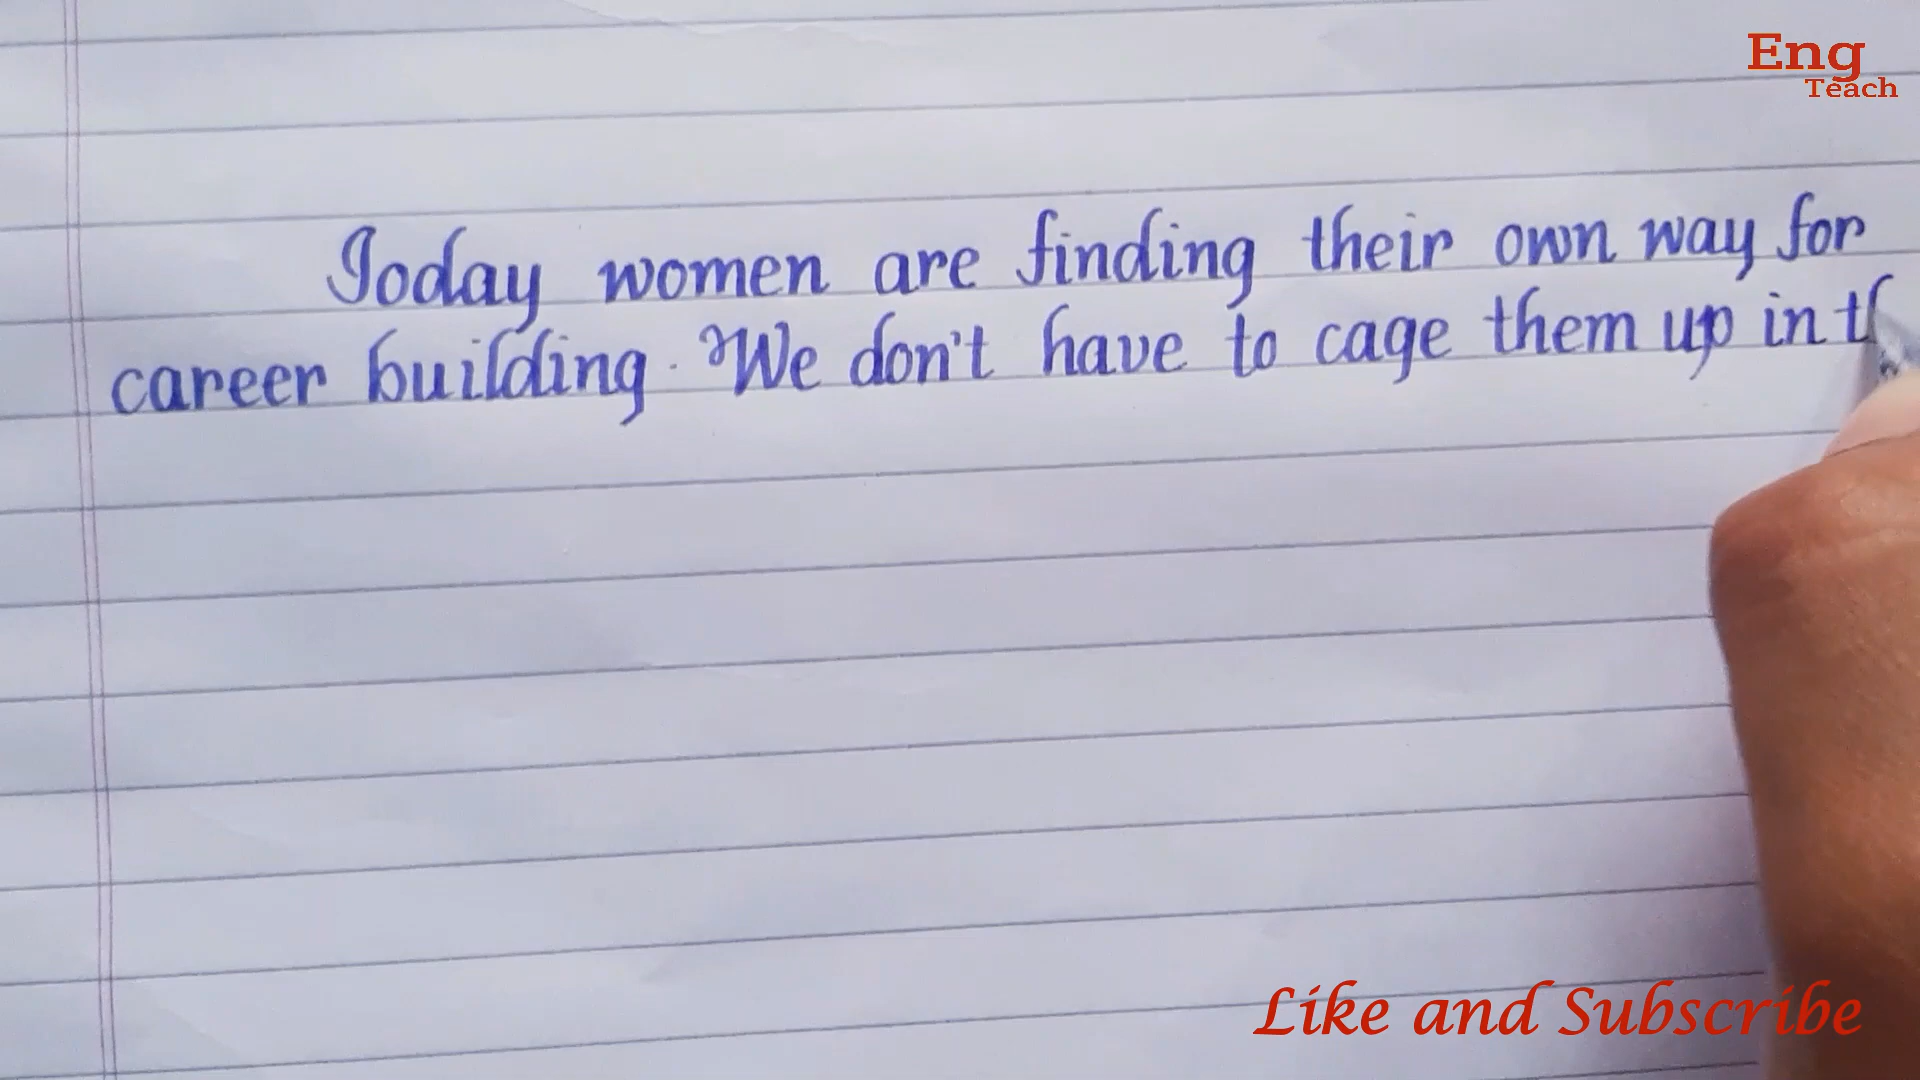 Eng
Teach
Today women are finding their own way for
career building. We don't have to cage them up in th
Like and Subscribe